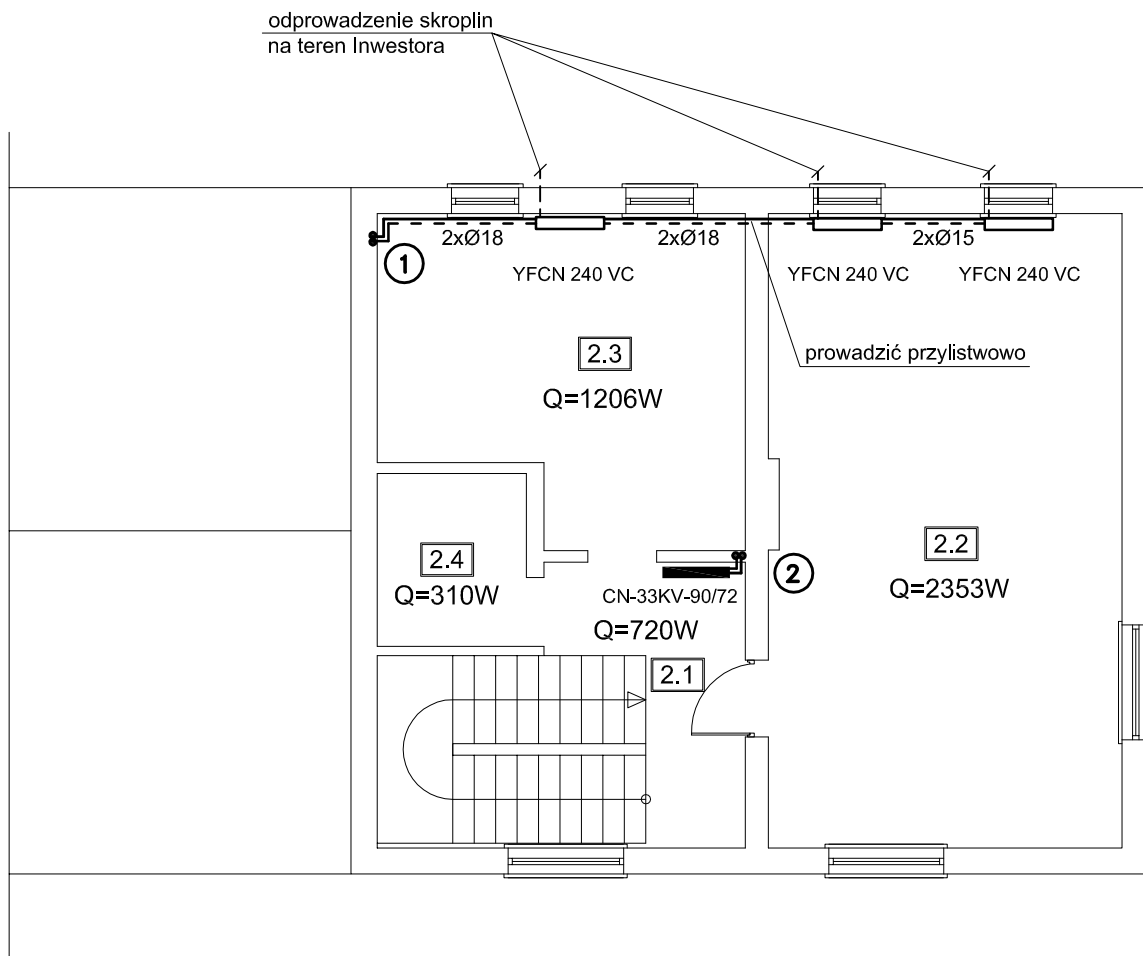 odprowadzenie skroplin
na teren Inwestora
2xØ18
2xØ18
2xØ15
1
YFCN 240 VC
YFCN 240 VC
YFCN 240 VC
2.3
prowadzić przylistwowo
Q=1206W
2.4
2.2
2
Q=310W
CN-33KV-90/72
Q=2353W
Q=720W
2.1